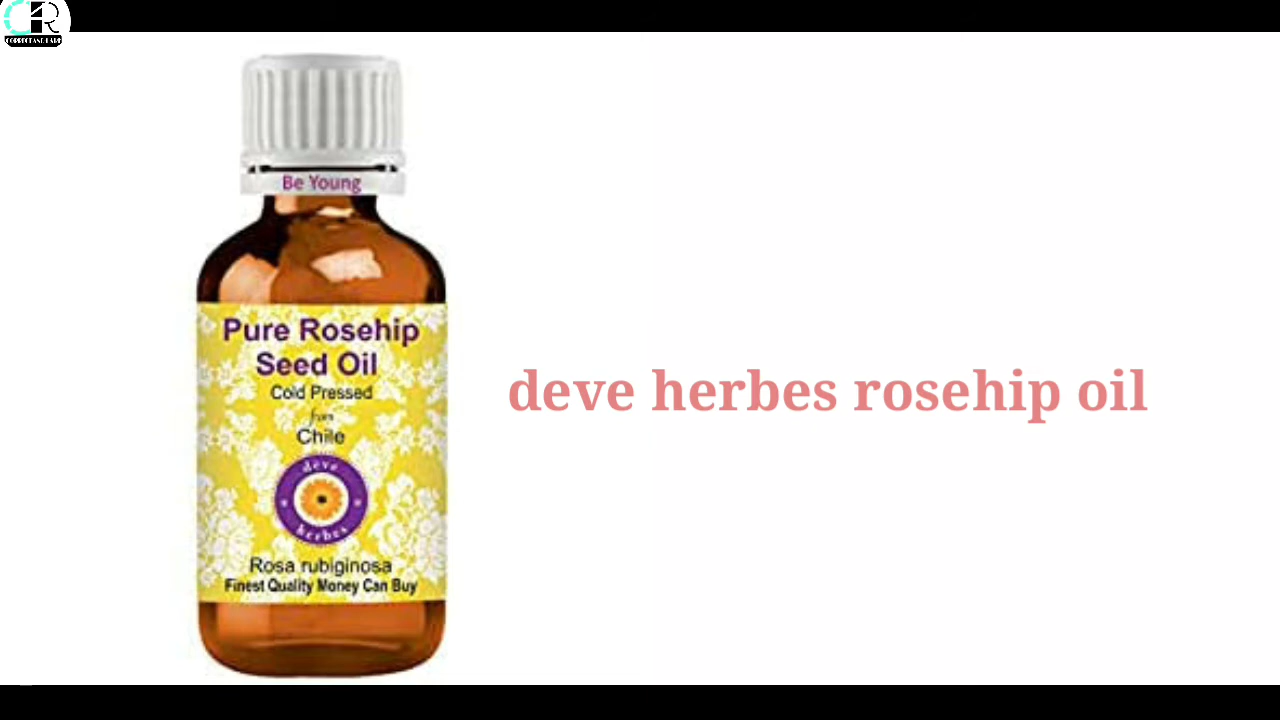 Be Young
Pure Rosehip
Seed Oil
Cold Pressed
from
Chile
deve
herbes
Rosa rubiginosa
Finest Quality Money Can Buy
deve herbes rosehip oil